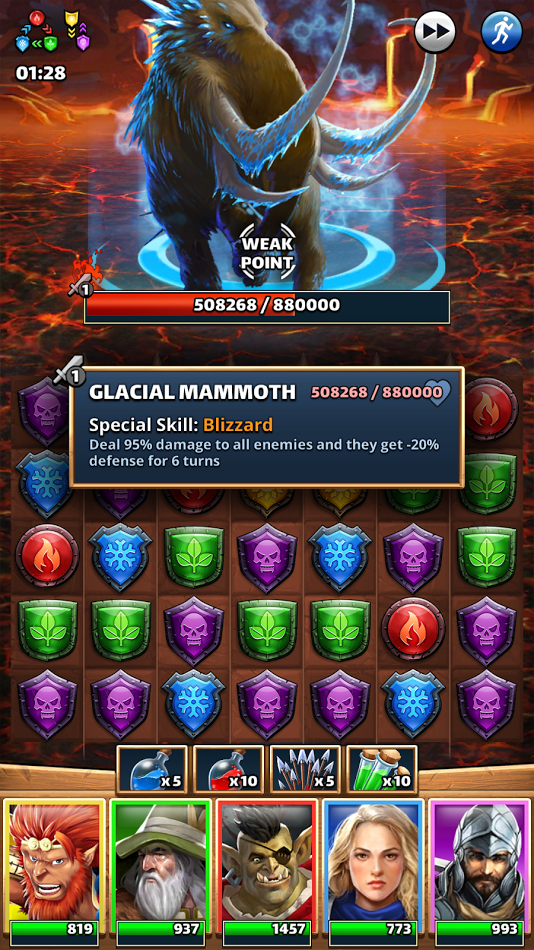 01:28
WEAK
POINT
1
508268 / 880000
1
GLACIAL MAMMOTH 508268 / 880000
Special Skill: Blizzard
Deal 95% damage to all enemies and they get -20%
defense for 6 turns
x5 x10 x5 x10
819 937 1457 773 993